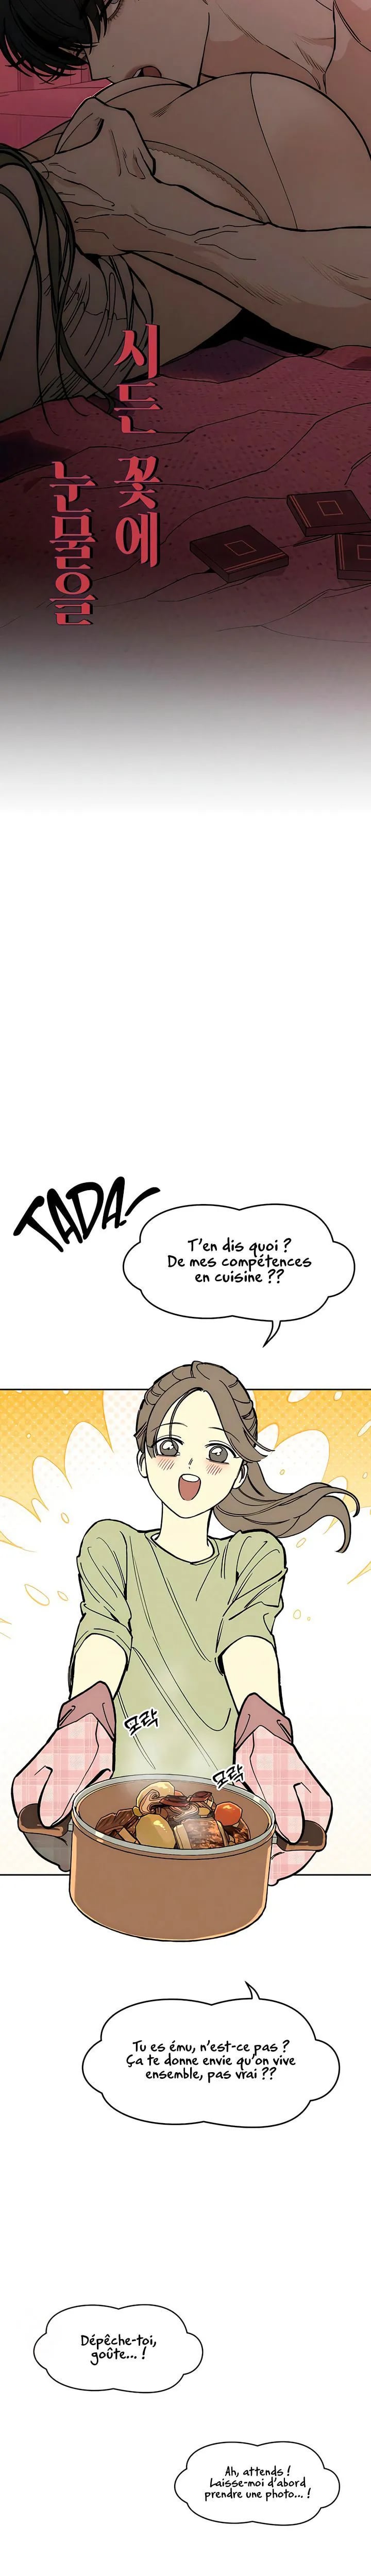 시든 꽃에
눈물을
TADA!
T'en dis quoi ?
De mes compétences
en cuisine ??
모락
모락
Tu es ému, n'est-ce pas ?
Ça te donne envie qu'on vive
ensemble, pas vrai ??
Dépêche-toi,
goûte... !
Ah, attends !
Laisse-moi d'abord
prendre une photo... !